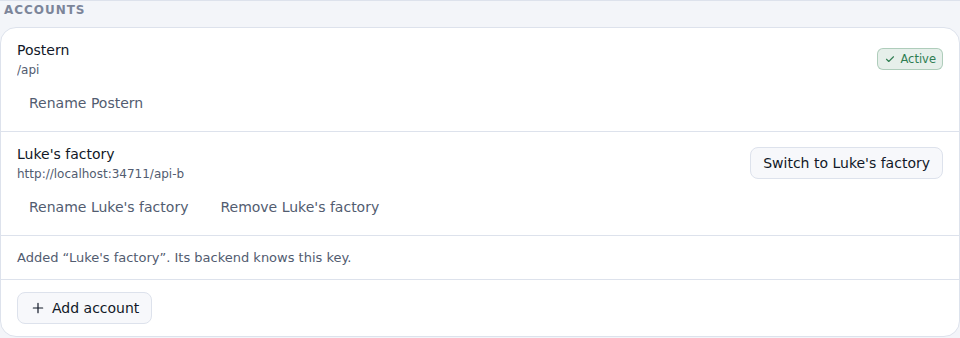 ACCOUNTS
Postern
/api
Active
Rename Postern
Luke's factory
http://localhost:34711/api-b
Switch to Luke's factory
Rename Luke's factory
Remove Luke's factory
Added “Luke's factory”. Its backend knows this key.
Add account